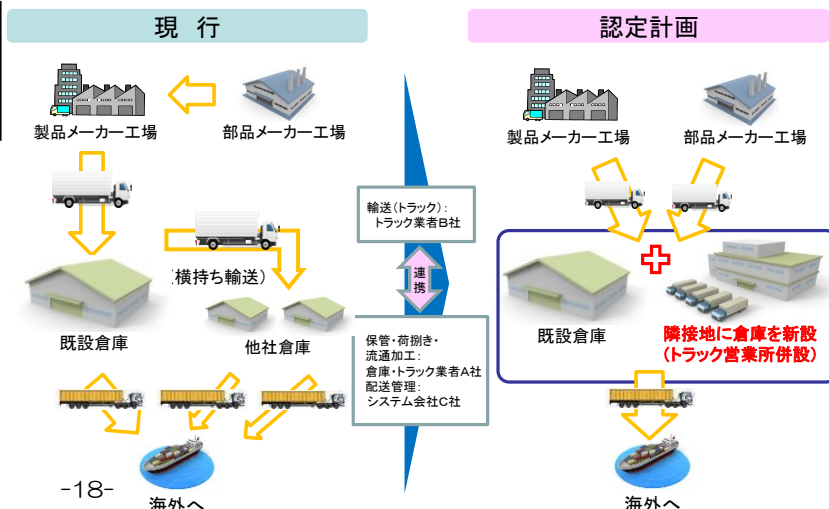 現 行
認定計画
製品メーカー工場
部品メーカー工場
製品メーカー工場
部品メーカー工場
輸送(トラック):
トラック業者B社
(横持ち輸送)
連
携
既設倉庫
他社倉庫
保管・荷捌き・
流通加工:
倉庫・トラック業者A社
配送管理:
システム会社C社
既設倉庫
隣接地に倉庫を新設
(トラック営業所併設)
-18-
海外へ
海外へ